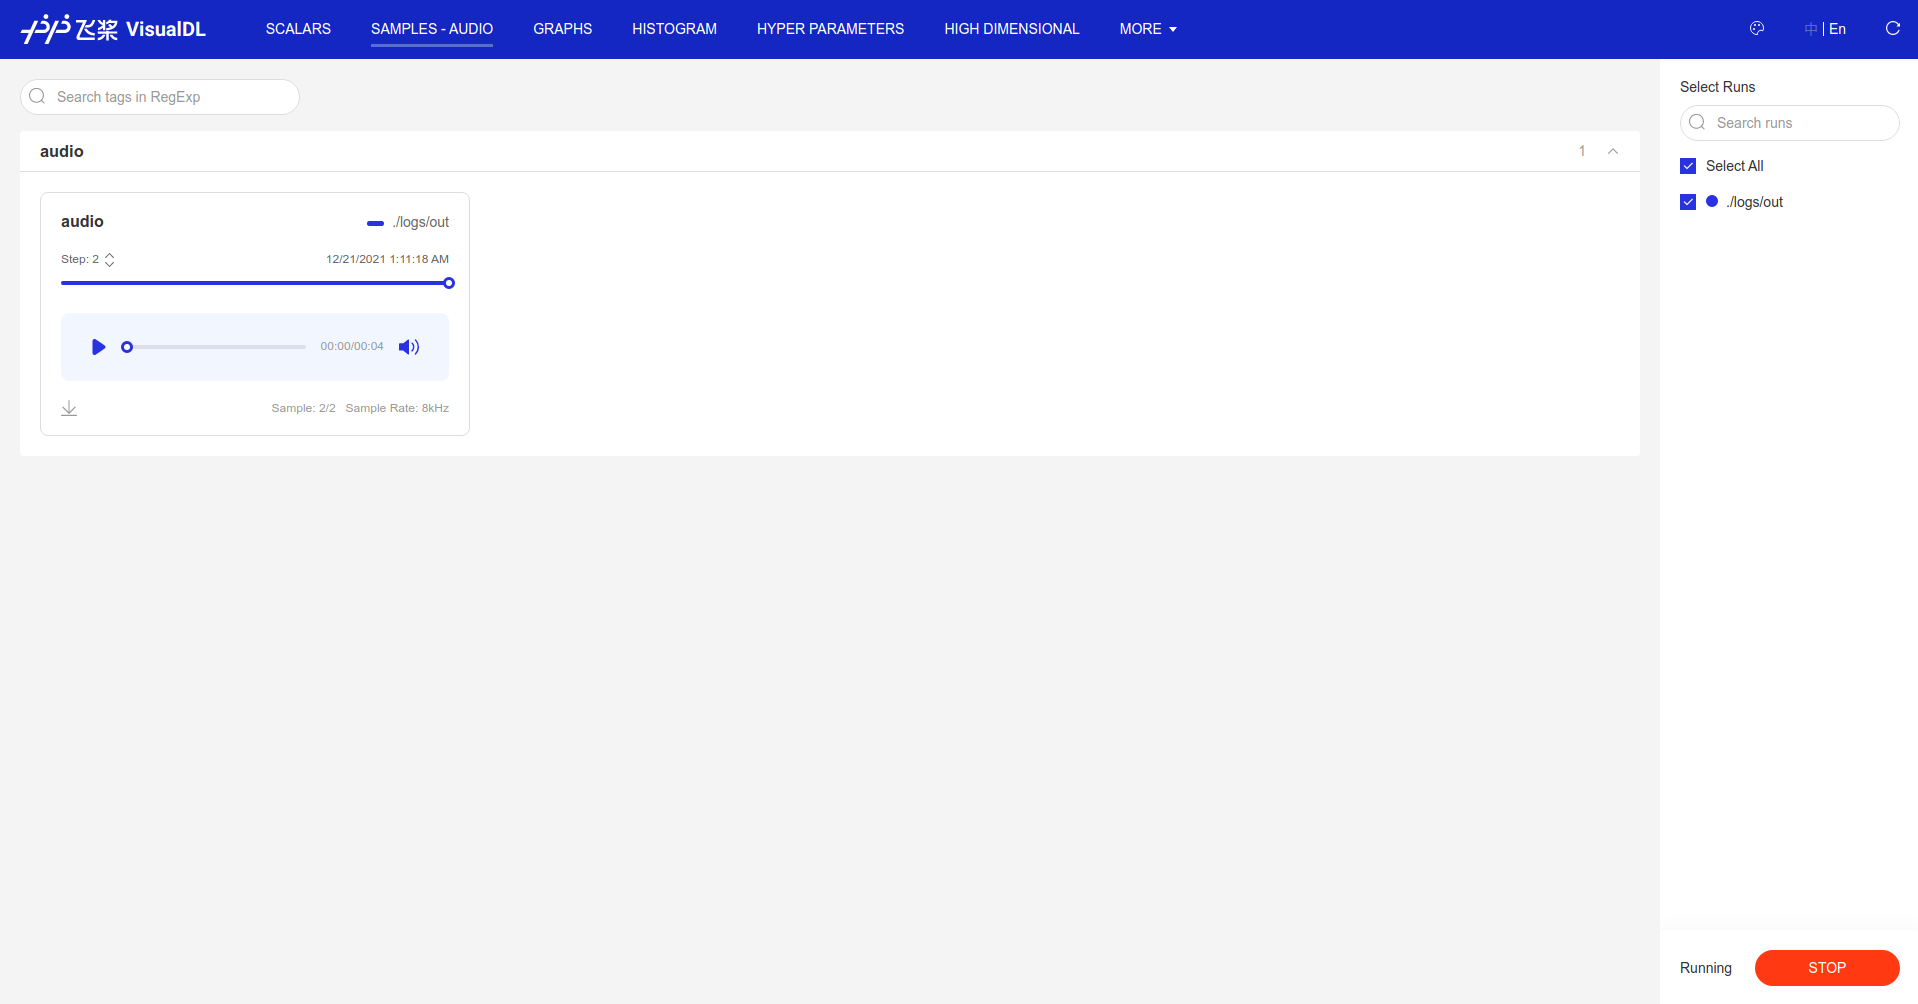 飞桨 VisualDL SCALARS SAMPLES - AUDIO GRAPHS HISTOGRAM HYPER PARAMETERS HIGH DIMENSIONAL MORE 中 | En
Search tags in RegExp
audio 1
audio ./logs/out
Step: 2 12/21/2021 1:11:18 AM
00:00/00:04
Sample: 2/2 Sample Rate: 8kHz
Select Runs
Search runs
Select All
./logs/out
Running STOP